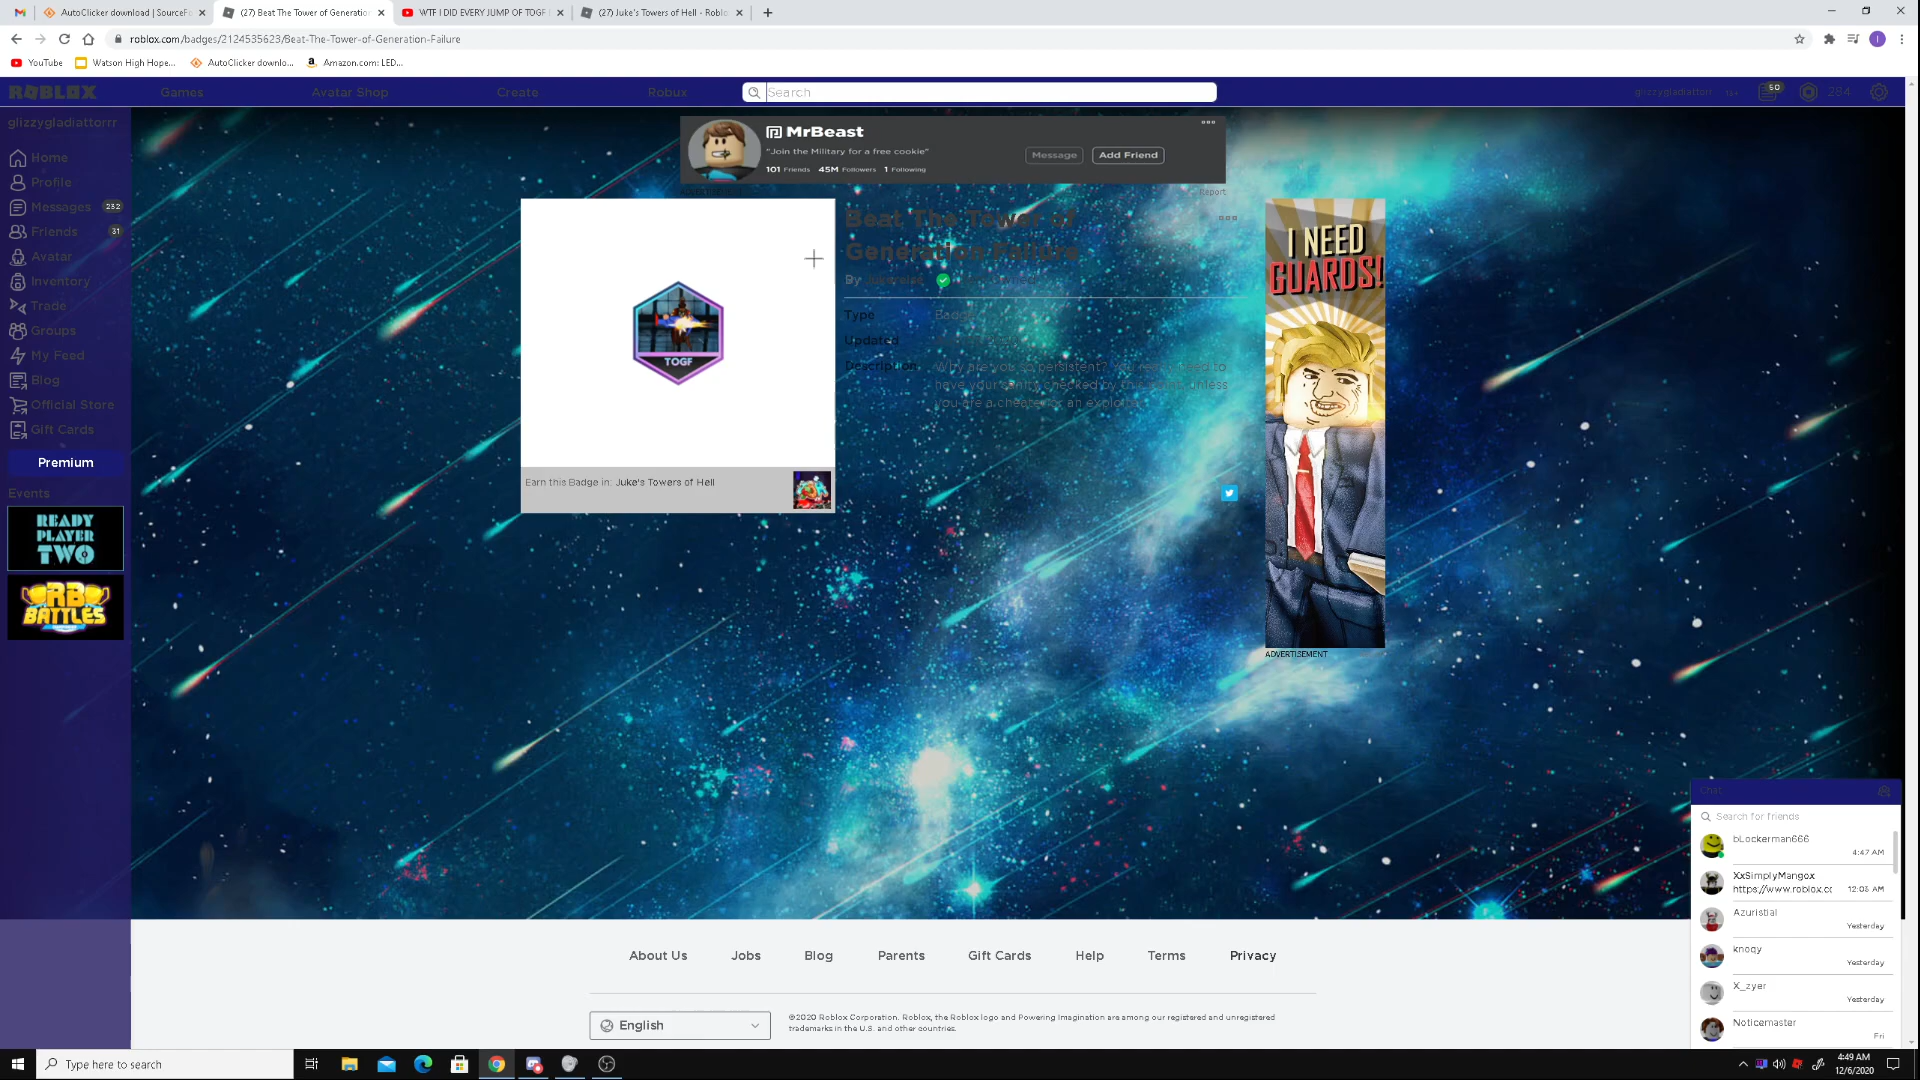 AutoClicker download | SourceFo
(27) Beat The Tower of Generation
WTF I DID EVERY JUMP OF TOGF
(27) Juke's Towers of Hell - Roblo
roblox.com/badges/2124535623/Beat-The-Tower-of-Generation-Failure
YouTube
Watson High Hope...
AutoClicker downlo...
Amazon.com: LED...
ROBLOX
Games
Avatar Shop
Create
Robux
Search
50
284
glizzygladiattorrr
Home
Profile
Messages 232
Friends 31
Avatar
Inventory
Trade
Groups
My Feed
Blog
Official Store
Gift Cards
Premium
Events
READY
PLAYER
TWO
RB
BATTLES
MrBeast
"Join the Military for a free cookie"
101 Friends 45M Followers 1 Following
Message
Add Friend
Report
TOGF
Earn this Badge in: Juke's Towers of Hell
Beat The Tower of
Generation Failure
By
Type Badge
Updated
Description Why are you so persistent? You really need to
have your sanity checked by this point. Unless
you are a cheater or an exploiter.
I NEED
GUARDS!
ADVERTISEMENT
Chat
Search for friends
bLockerman666
4:47 AM
XxSimplyMangox
https://www.roblox.cc 12:03 AM
Azuristial
Yesterday
knoqy
Yesterday
X_zyer
Yesterday
Noticemaster
Fri
About Us
Jobs
Blog
Parents
Gift Cards
Help
Terms
Privacy
English
©2020 Roblox Corporation. Roblox, the Roblox logo and Powering Imagination are among our registered and unregistered
trademarks in the U.S. and other countries.
Type here to search
4:49 AM
12/6/2020